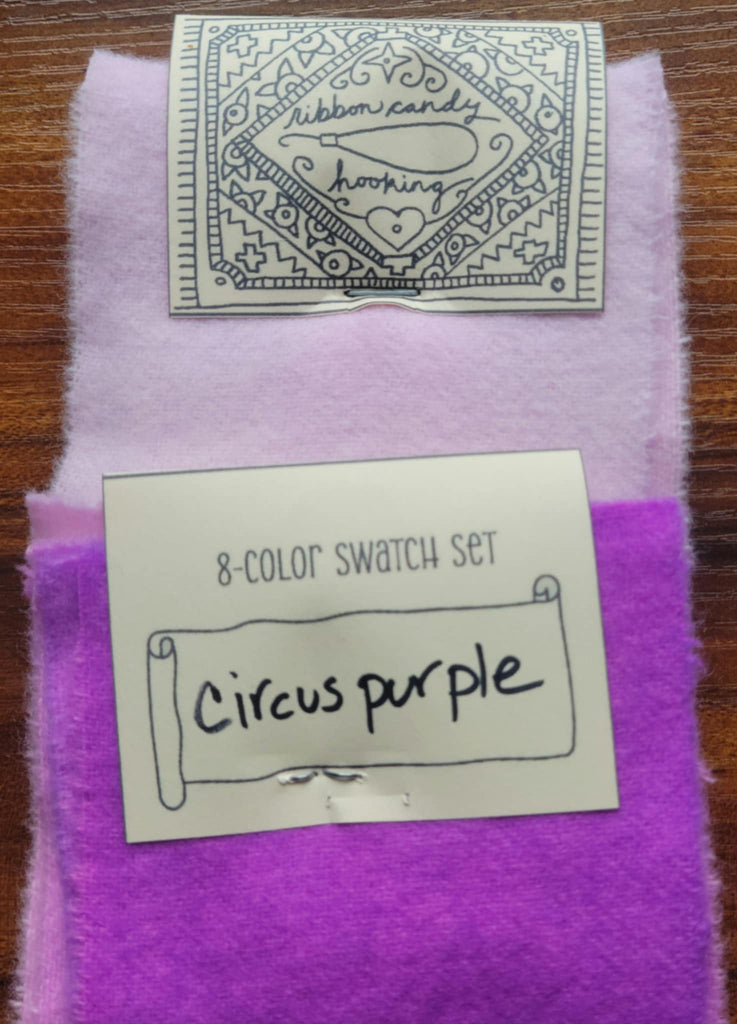 ribbon candy
hooking
8-COLOR SWATCH SET
circus purple